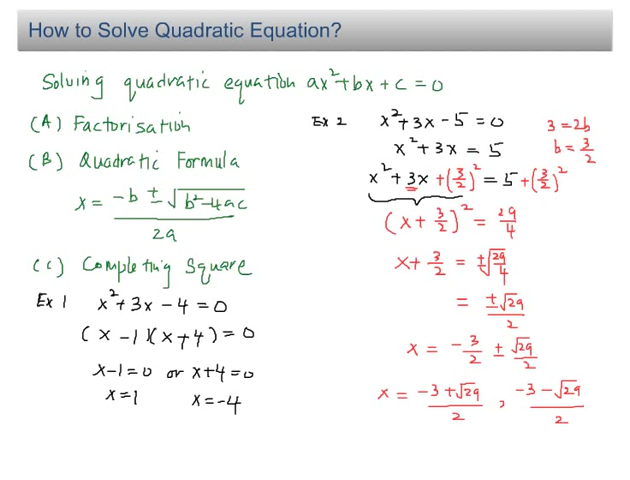 How to Solve Quadratic Equation?
Solving quadratic equation ax²+bx+c=0
(A) Factorisation
(B) Quadratic Formula
x = (-b ± √(b²-4ac))/2a
(C) Completing Square
Ex 1 x²+3x-4=0
(x-1)(x+4)=0
x-1=0 or x+4=0
x=1 x=-4
Ex 2 x²+3x-5=0 3=2b
x²+3x=5 b=3/2
x²+3x+(3/2)²=5+(3/2)²
(x+3/2)²=29/4
x+3/2=±√(29/4)
=±√29/2
x=-3/2±√29/2
x=(-3+√29)/2, (-3-√29)/2